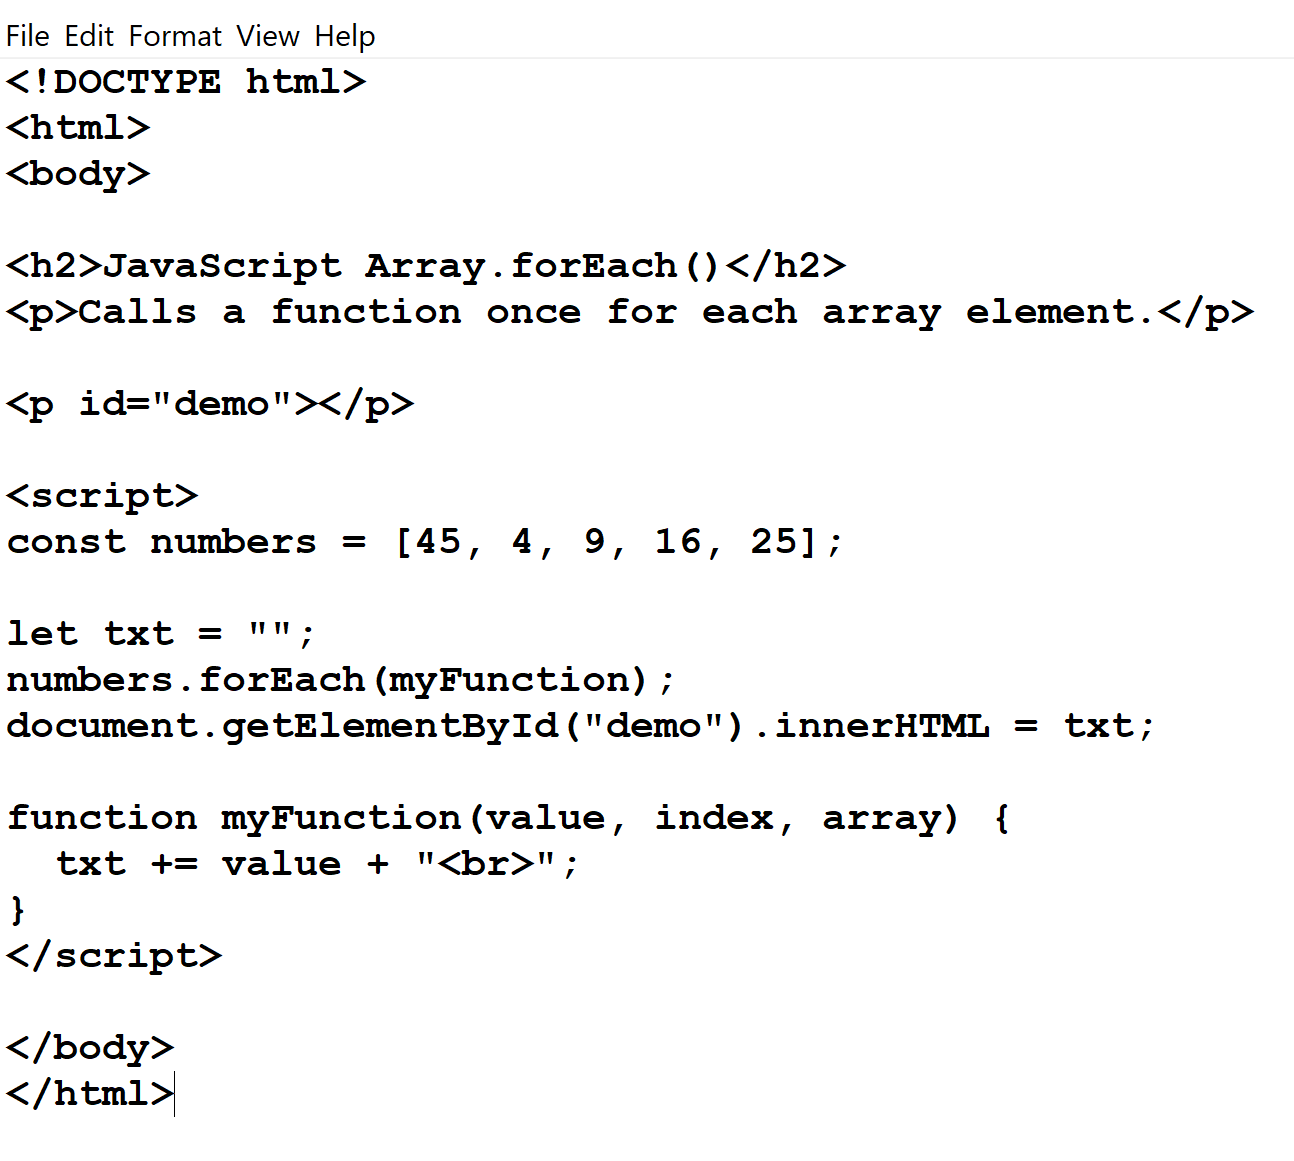 File Edit Format View Help
<!DOCTYPE html>
<html>
<body>
<h2>JavaScript Array.forEach()</h2>
<p>Calls a function once for each array element.</p>
<p id="demo"></p>
<script>
const numbers = [45, 4, 9, 16, 25];
let txt = "";
numbers.forEach(myFunction);
document.getElementById("demo").innerHTML = txt;
function myFunction(value, index, array) {
  txt += value + "<br>";
}
</script>
</body>
</html>